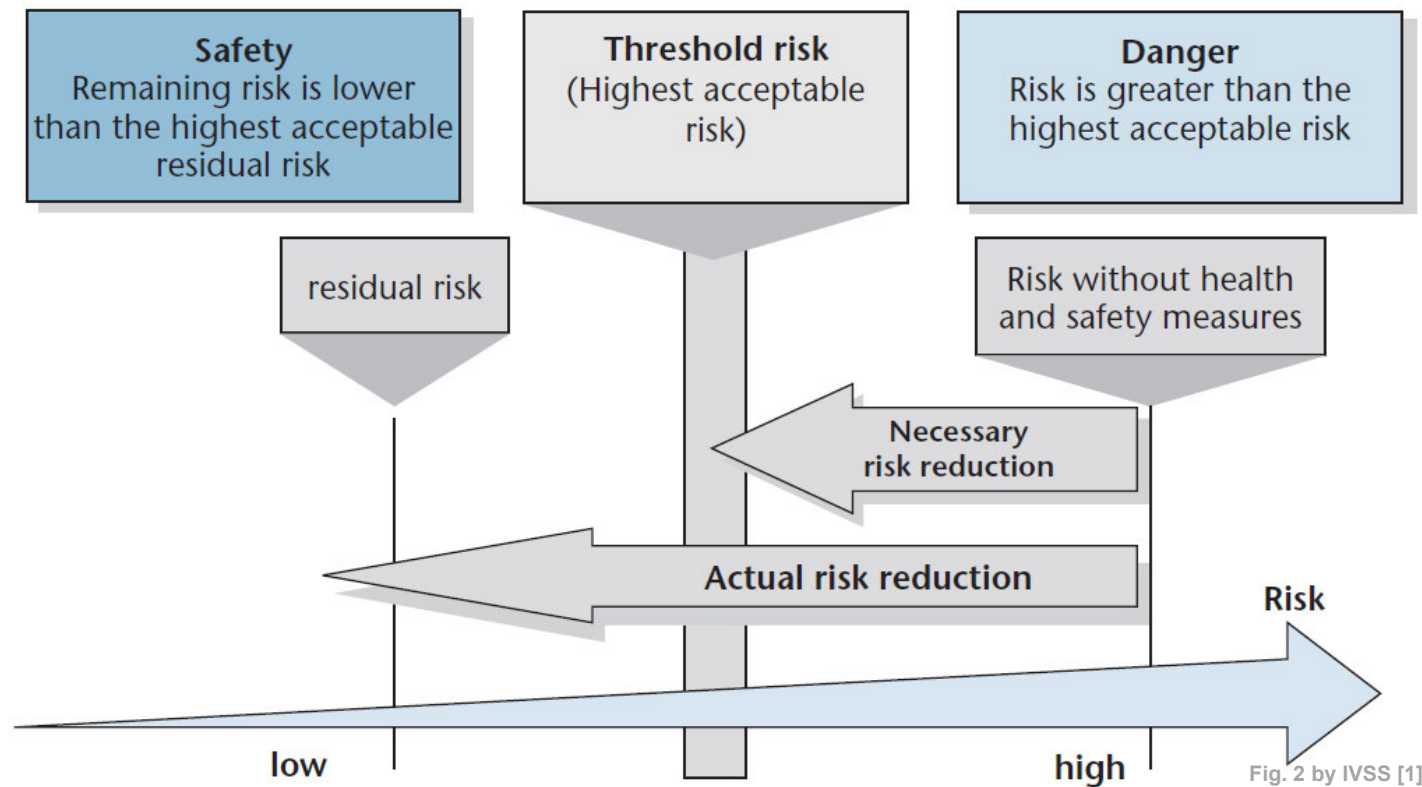 Safety
Remaining risk is lower
than the highest acceptable
residual risk
Threshold risk
(Highest acceptable
risk)
Danger
Risk is greater than the
highest acceptable risk
residual risk
Risk without health
and safety measures
Necessary
risk reduction
Actual risk reduction
Risk
low
high
Fig. 2 by IVSS [1]